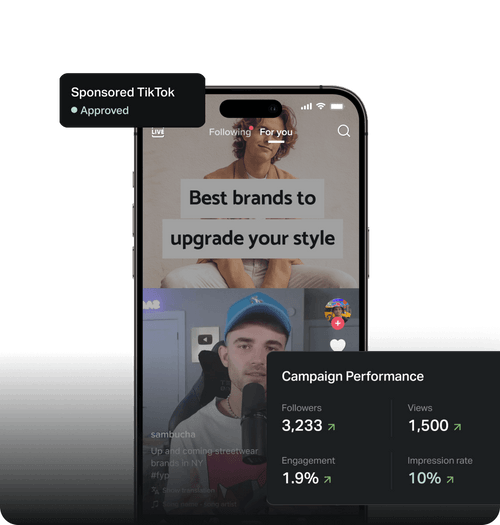 Sponsored TikTok
Approved
LIVE
Following
For you
Best brands to
upgrade your style
sambucha
Up and coming streetwear
brands in NY
#fyp
Campaign Performance
Followers
Views
3,233
1,500
Engagement
Impression rate
1.9%
10%